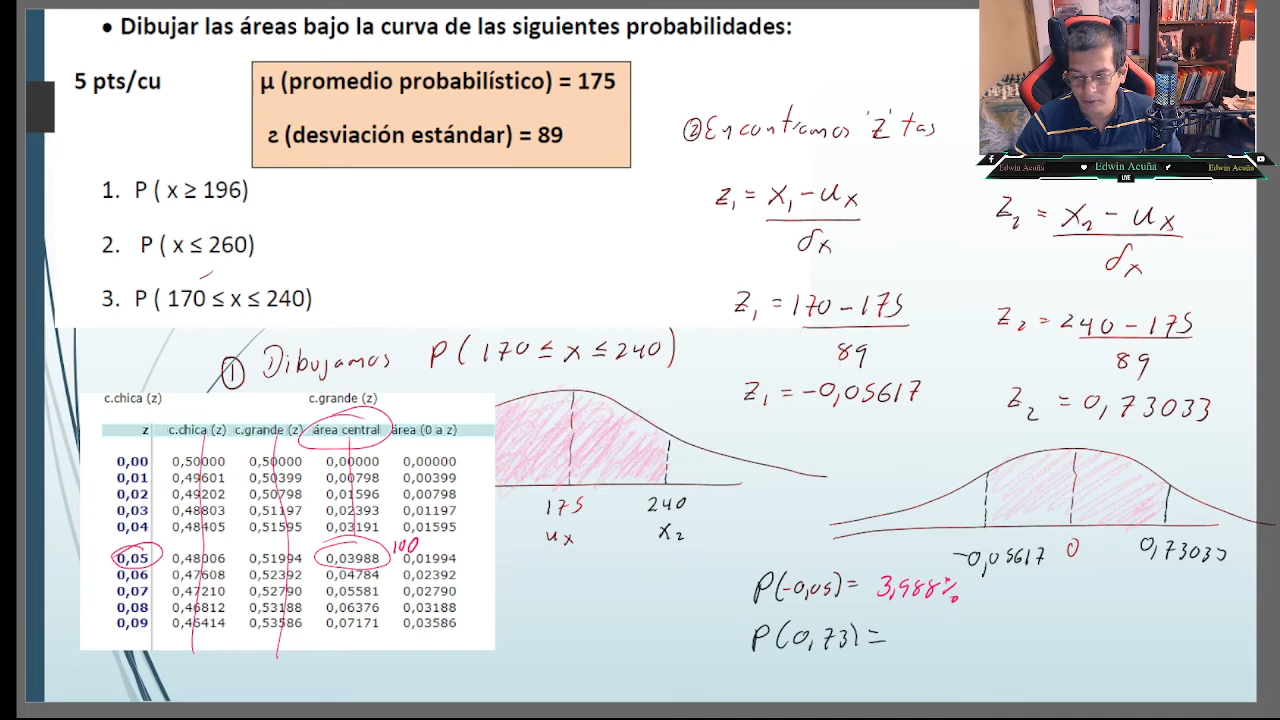 • Dibujar las áreas bajo la curva de las siguientes probabilidades:
5 pts/cu
µ (promedio probabilístico) = 175
ƨ (desviación estándar) = 89
1. P ( x ≥ 196)
2. P ( x ≤ 260)
3. P ( 170 ≤ x ≤ 240)
① Dibujamos P(170 ≤ x ≤ 240)
c.chica (z) c.grande (z)
z c.chica (z) c.grande (z) área central área (0 a z)
0,00 0,50000 0,50000 0,00000 0,00000
0,01 0,49601 0,50399 0,00798 0,00399
0,02 0,49202 0,50798 0,01596 0,00798
0,03 0,48803 0,51197 0,02393 0,01197
0,04 0,48405 0,51595 0,03191 0,01595
0,05 0,48006 0,51994 0,03988 0,01994
100
0,06 0,47608 0,52392 0,04784 0,02392
0,07 0,47210 0,52790 0,05581 0,02790
0,08 0,46812 0,53188 0,06376 0,03188
0,09 0,46414 0,53586 0,07171 0,03586
175 240
ux x2
② Encontramos 'z' tas
z1 = x1 - ux
δx
z1 = 170 - 175
89
z1 = -0,05617
z2 = x2 - ux
δx
z2 = 240 - 175
89
z2 = 0,73033
-0,05617 0 0,73033
P(-0,05) = 3,988%
P(0,73) =
Edwin Acuña Edwin Acuña Edwin Acuña
LIVE